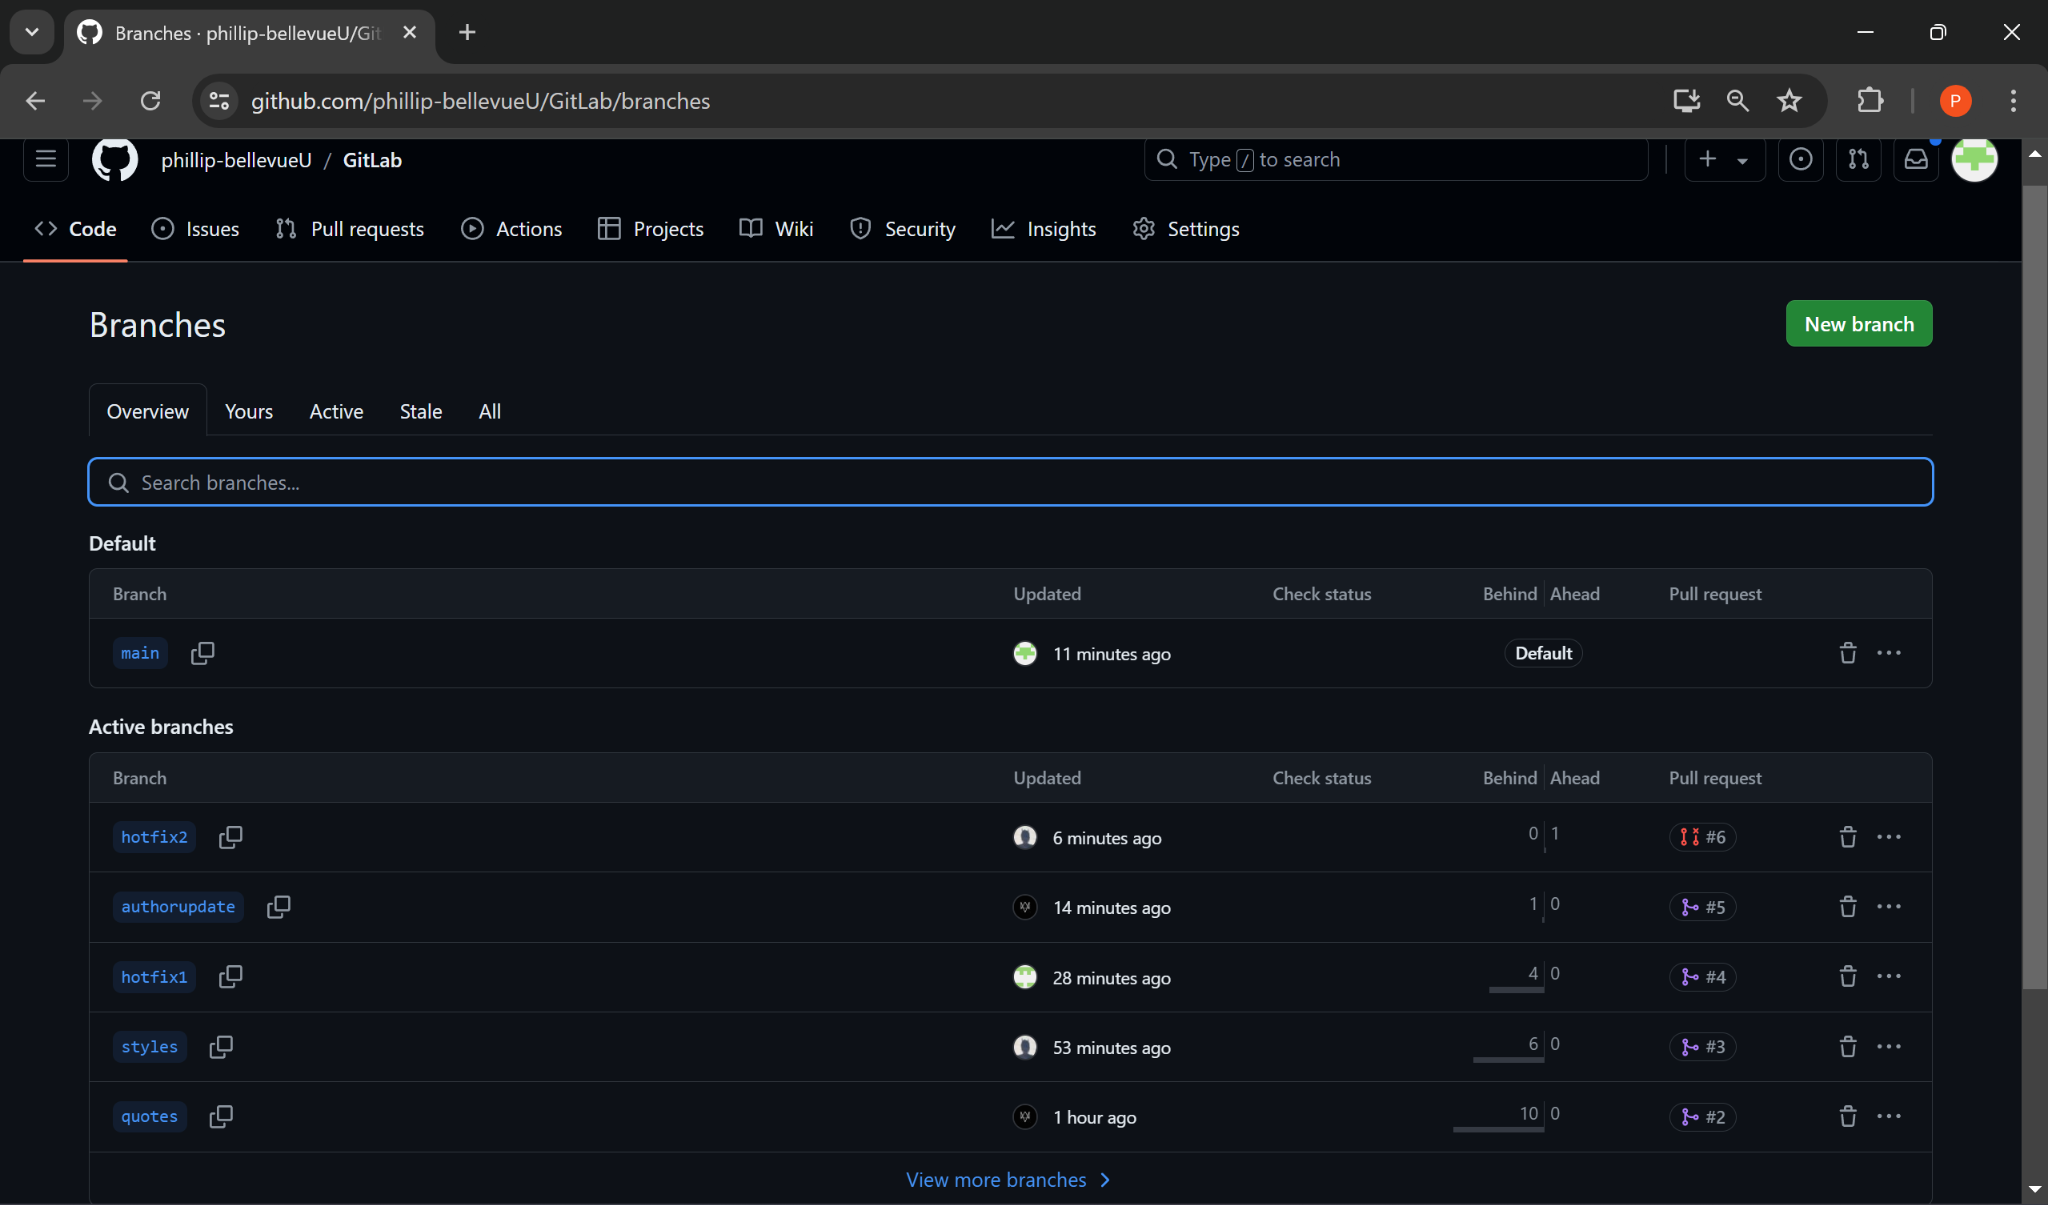 Branches · phillip-bellevueU/Git
github.com/phillip-bellevueU/GitLab/branches
P
phillip-bellevueU / GitLab
Type / to search
Code Issues Pull requests Actions Projects Wiki Security Insights Settings
Branches
New branch
Overview Yours Active Stale All
Search branches...
Default
Branch Updated Check status Behind Ahead Pull request
main 11 minutes ago Default
Active branches
Branch Updated Check status Behind Ahead Pull request
hotfix2 6 minutes ago 0 1 #6
authorupdate 14 minutes ago 1 0 #5
hotfix1 28 minutes ago 4 0 #4
styles 53 minutes ago 6 0 #3
quotes 1 hour ago 10 0 #2
View more branches